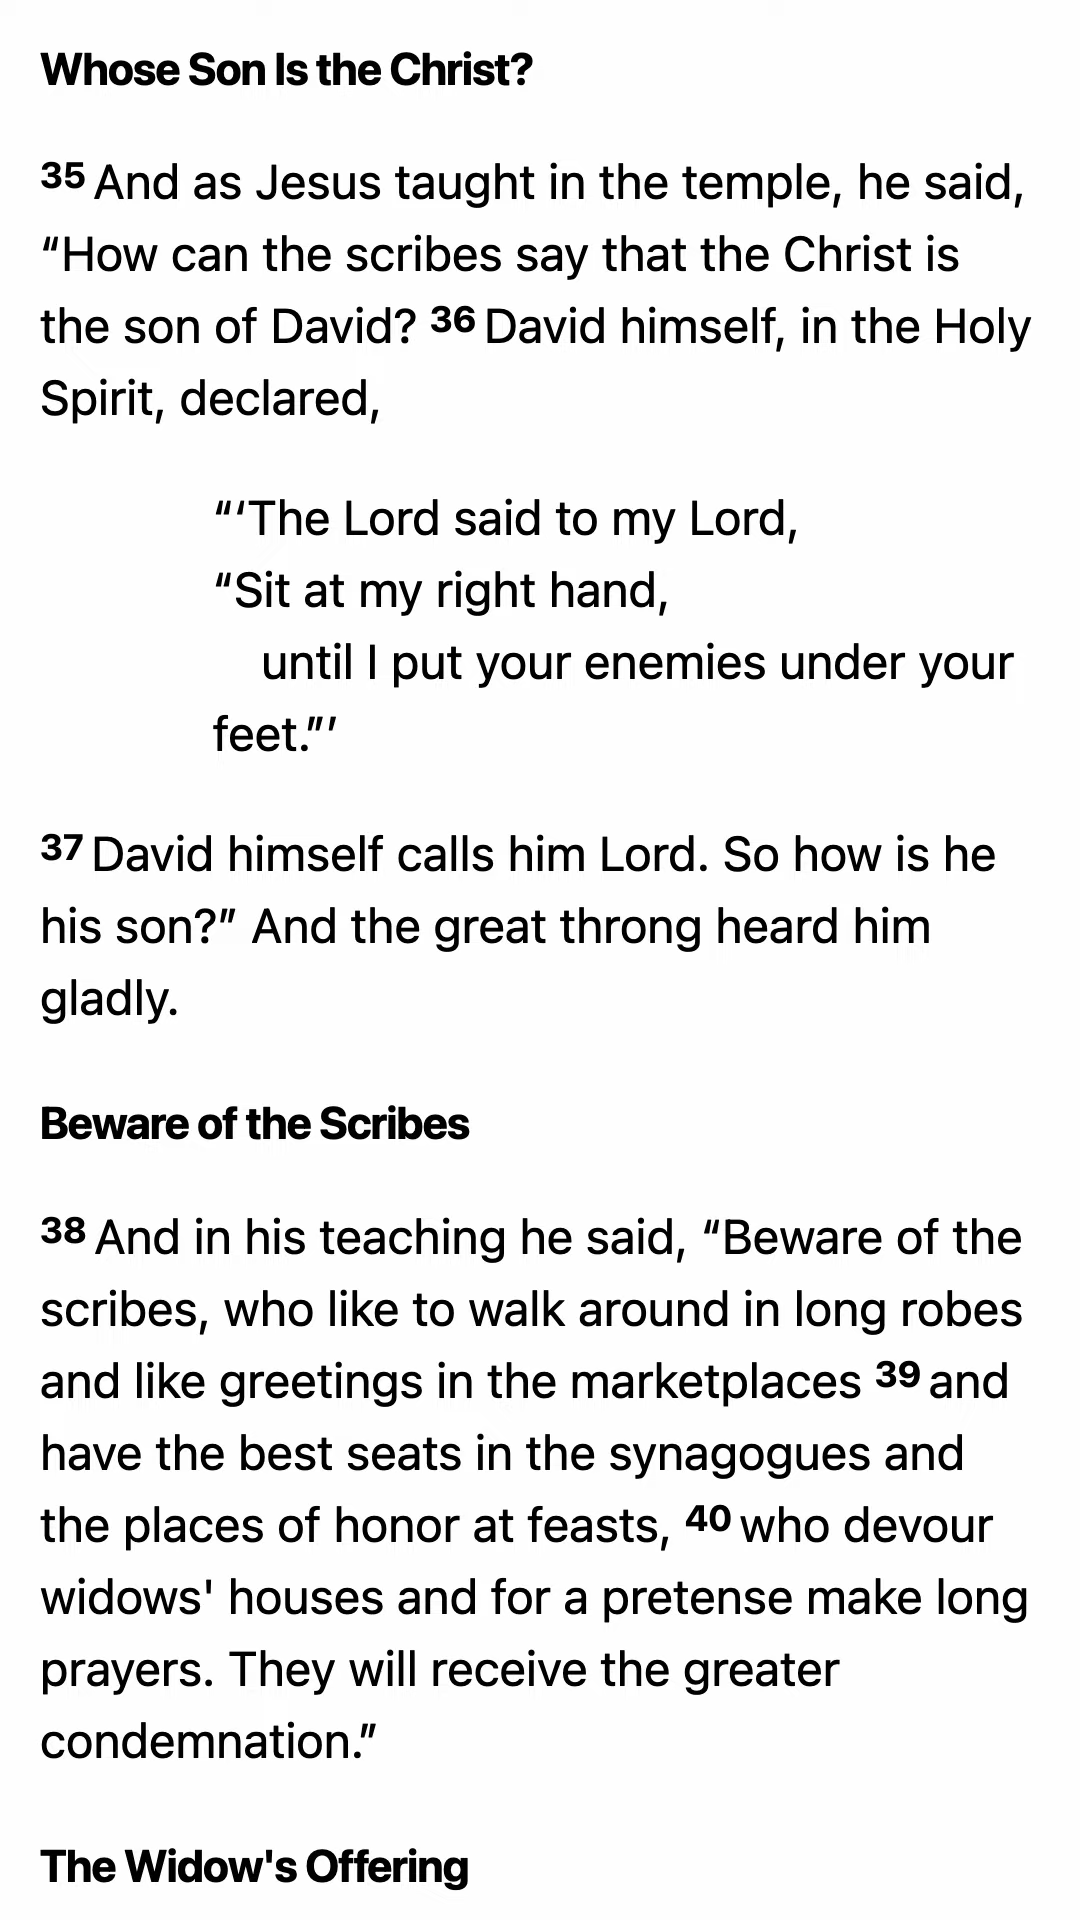 Whose Son Is the Christ?
35 And as Jesus taught in the temple, he said,
“How can the scribes say that the Christ is
the son of David? 36 David himself, in the Holy
Spirit, declared,
“‘The Lord said to my Lord,
“Sit at my right hand,
until I put your enemies under your
feet.”’
37 David himself calls him Lord. So how is he
his son?” And the great throng heard him
gladly.
Beware of the Scribes
38 And in his teaching he said, “Beware of the
scribes, who like to walk around in long robes
and like greetings in the marketplaces 39 and
have the best seats in the synagogues and
the places of honor at feasts, 40 who devour
widows' houses and for a pretense make long
prayers. They will receive the greater
condemnation.”
The Widow's Offering